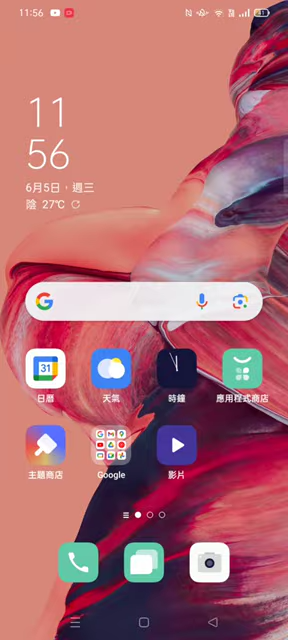 11:56
11
56
6月5日，週三
陰 27℃
31
日曆
天氣
時鐘
應用程式商店
主題商店
Google
影片